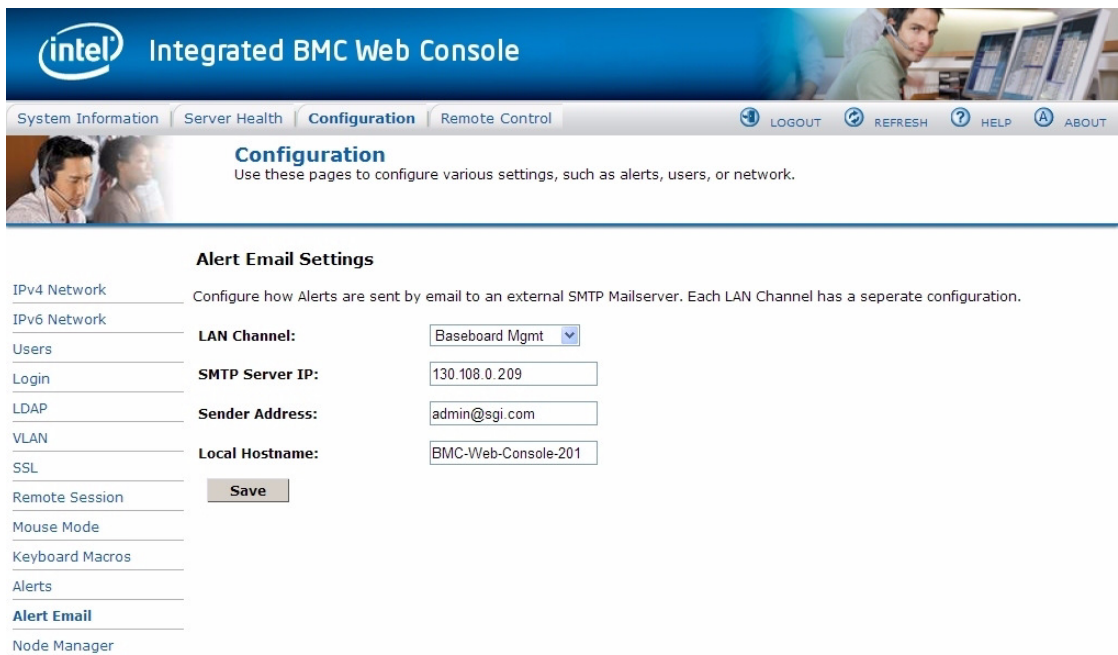 intel Integrated BMC Web Console
System Information Server Health Configuration Remote Control LOGOUT REFRESH HELP ABOUT
Configuration
Use these pages to configure various settings, such as alerts, users, or network.
Alert Email Settings
Configure how Alerts are sent by email to an external SMTP Mailserver. Each LAN Channel has a seperate configuration.
IPv4 Network
IPv6 Network
Users
Login
LDAP
VLAN
SSL
Remote Session
Mouse Mode
Keyboard Macros
Alerts
Alert Email
Node Manager
LAN Channel: Baseboard Mgmt
SMTP Server IP: 130.108.0.209
Sender Address: admin@sgi.com
Local Hostname: BMC-Web-Console-201
Save